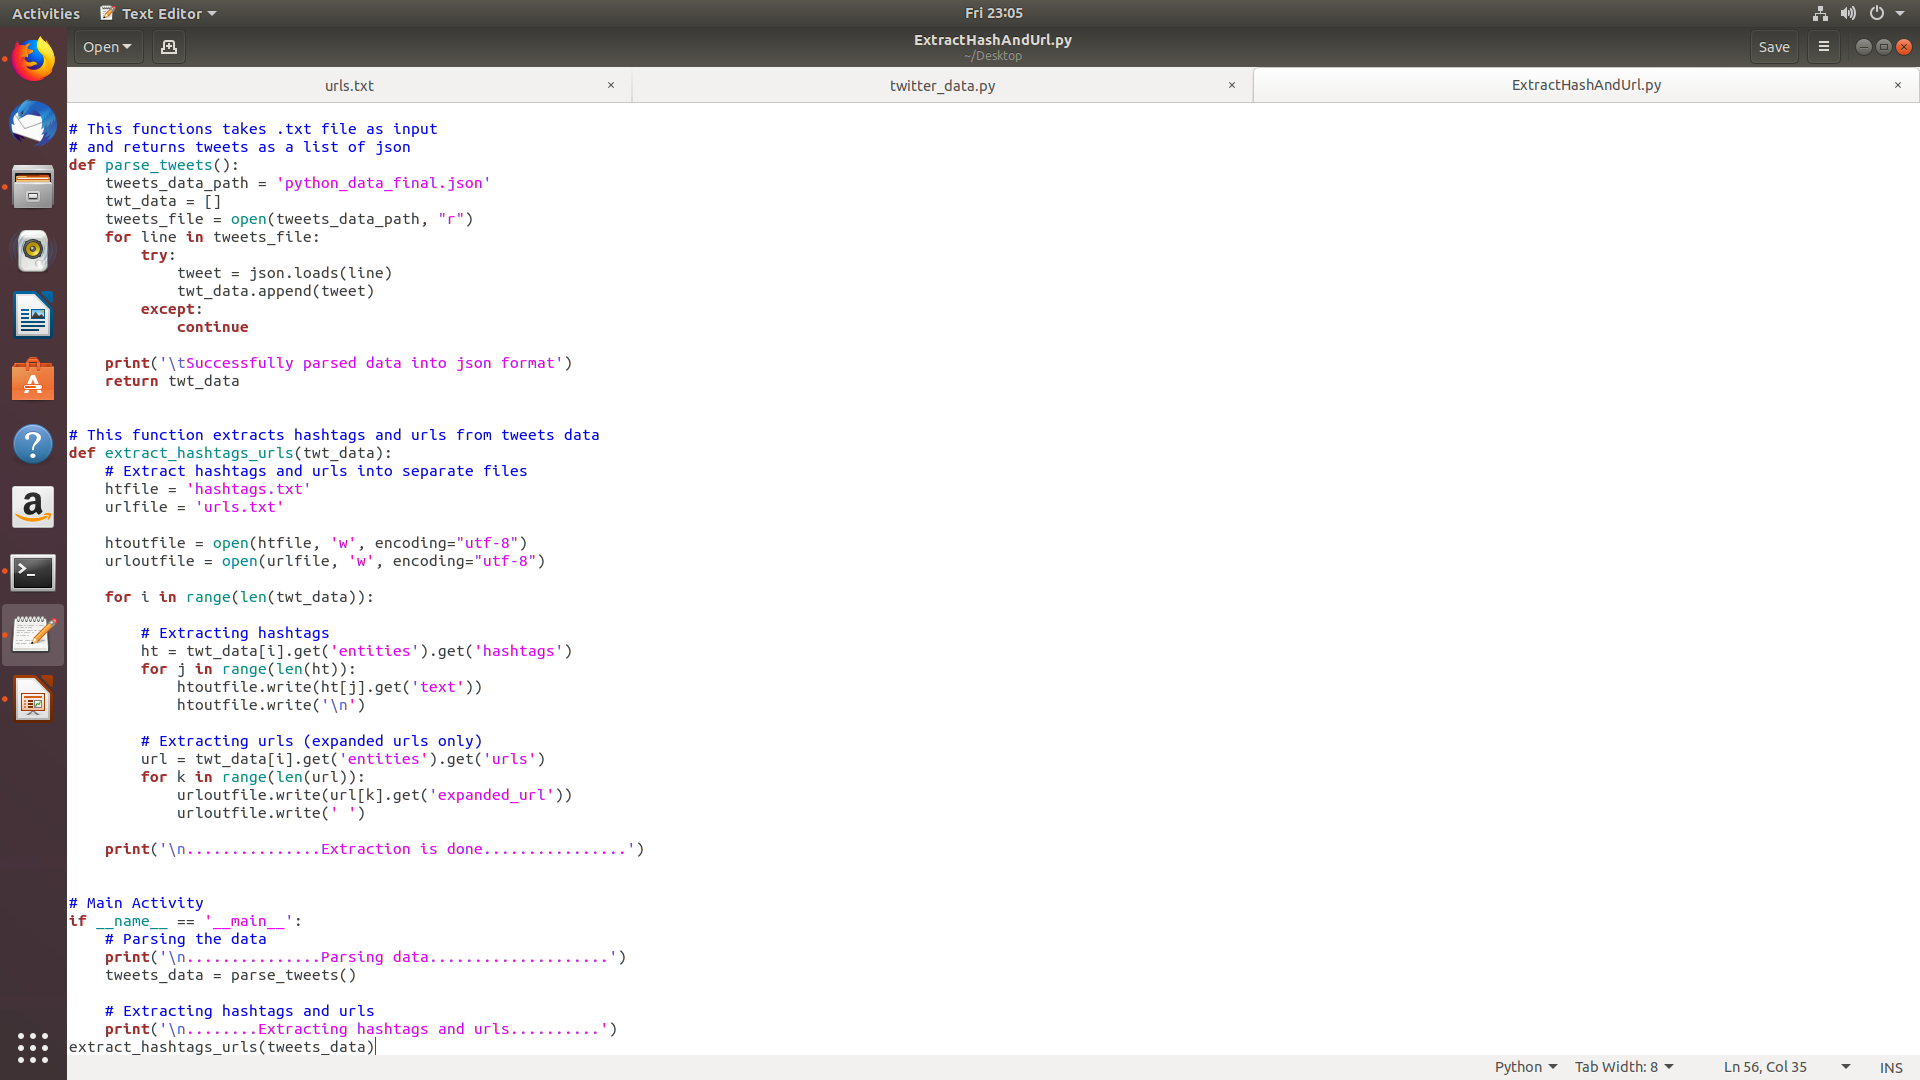 Activities Text Editor Fri 23:05
Open ExtractHashAndUrl.py Save
~/Desktop
urls.txt × twitter_data.py × ExtractHashAndUrl.py ×
# This functions takes .txt file as input
# and returns tweets as a list of json
def parse_tweets():
    tweets_data_path = 'python_data_final.json'
    twt_data = []
    tweets_file = open(tweets_data_path, "r")
    for line in tweets_file:
        try:
            tweet = json.loads(line)
            twt_data.append(tweet)
        except:
            continue
    print('\tSuccessfully parsed data into json format')
    return twt_data
# This function extracts hashtags and urls from tweets data
def extract_hashtags_urls(twt_data):
    # Extract hashtags and urls into separate files
    htfile = 'hashtags.txt'
    urlfile = 'urls.txt'
    htoutfile = open(htfile, 'w', encoding="utf-8")
    urloutfile = open(urlfile, 'w', encoding="utf-8")
    for i in range(len(twt_data)):
        # Extracting hashtags
        ht = twt_data[i].get('entities').get('hashtags')
        for j in range(len(ht)):
            htoutfile.write(ht[j].get('text'))
            htoutfile.write('\n')
        # Extracting urls (expanded urls only)
        url = twt_data[i].get('entities').get('urls')
        for k in range(len(url)):
            urloutfile.write(url[k].get('expanded_url'))
            urloutfile.write(' ')
    print('\n...............Extraction is done................')
# Main Activity
if __name__ == '__main__':
    # Parsing the data
    print('\n...............Parsing data....................')
    tweets_data = parse_tweets()
    # Extracting hashtags and urls
    print('\n........Extracting hashtags and urls..........')
extract_hashtags_urls(tweets_data)
Python Tab Width: 8 Ln 56, Col 35 INS